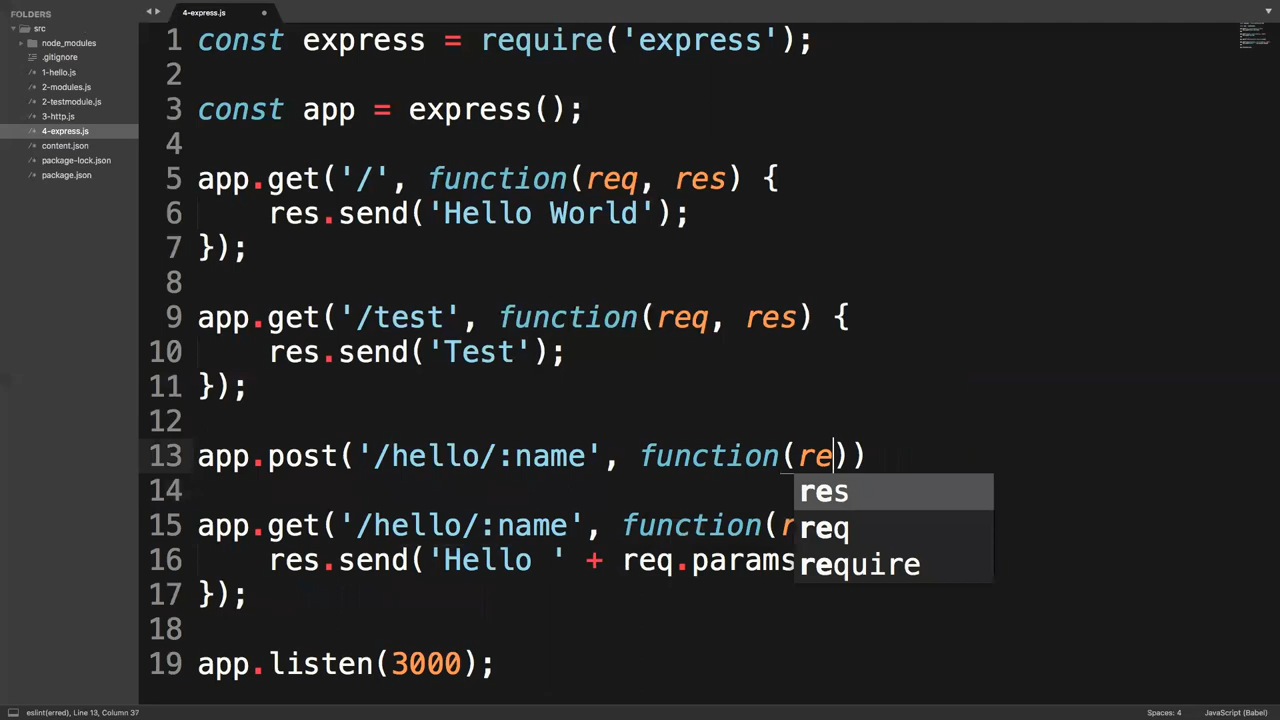 FOLDERS
src
node_modules
.gitignore
1-hello.js
2-modules.js
2-testmodule.js
3-http.js
4-express.js
content.json
package-lock.json
package.json
4-express.js
1 const express = require('express');
2
3 const app = express();
4
5 app.get('/', function(req, res) {
6 res.send('Hello World');
7 });
8
9 app.get('/test', function(req, res) {
10 res.send('Test');
11 });
12
13 app.post('/hello/:name', function(re))
14
15 app.get('/hello/:name', function(r
16 res.send('Hello ' + req.params
17 });
18
19 app.listen(3000);
res
req
require
eslint(erred), Line 13, Column 37
Spaces: 4
JavaScript (Babel)